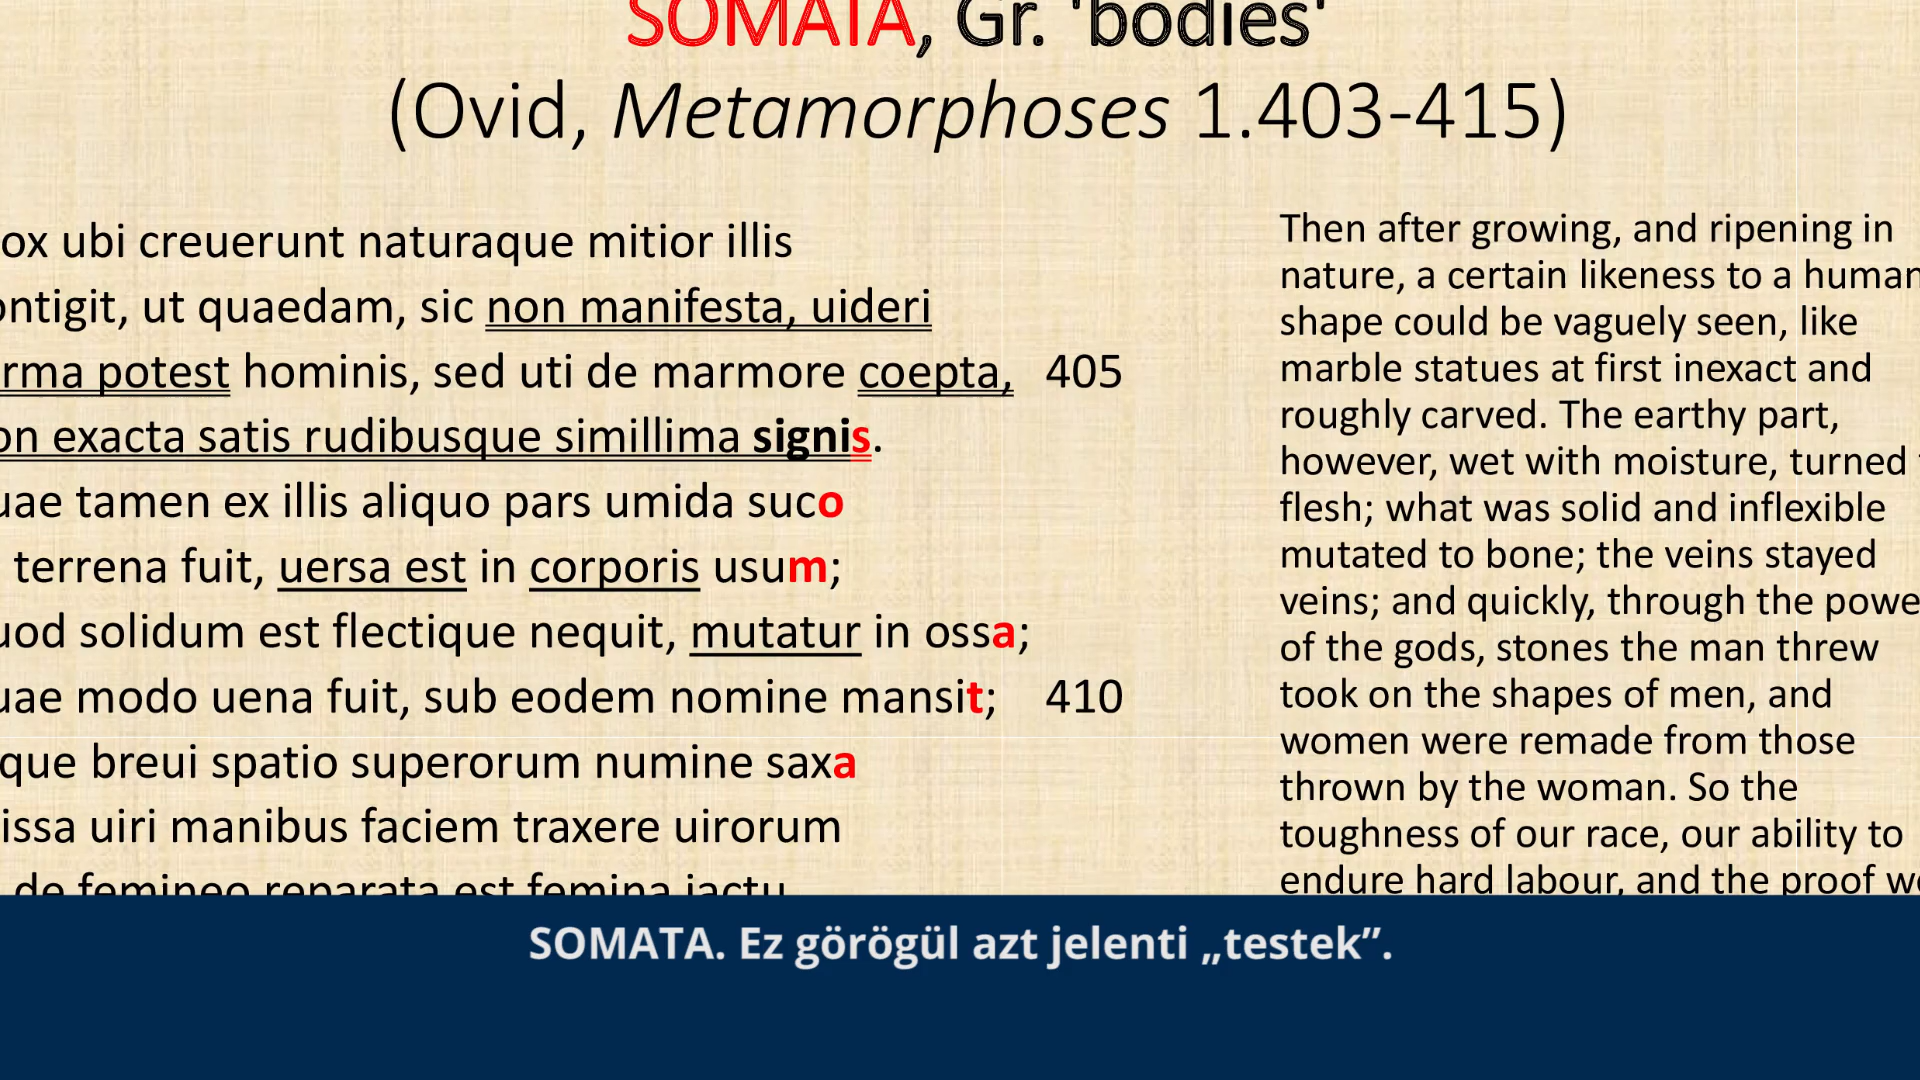 SOMATA, Gr. 'bodies'
(Ovid, Metamorphoses 1.403-415)
ox ubi creuerunt naturaque mitior illis
ontigit, ut quaedam, sic non manifesta, uideri
rma potest hominis, sed uti de marmore coepta, 405
on exacta satis rudibusque simillima signis.
uae tamen ex illis aliquo pars umida suco
terrena fuit, uersa est in corporis usum;
uod solidum est flectique nequit, mutatur in ossa;
uae modo uena fuit, sub eodem nomine mansit; 410
que breui spatio superorum numine saxa
issa uiri manibus faciem traxere uirorum
de femineo reparata est femina iactu
Then after growing, and ripening in
nature, a certain likeness to a human
shape could be vaguely seen, like
marble statues at first inexact and
roughly carved. The earthy part,
however, wet with moisture, turned
flesh; what was solid and inflexible
mutated to bone; the veins stayed
veins; and quickly, through the powe
of the gods, stones the man threw
took on the shapes of men, and
women were remade from those
thrown by the woman. So the
toughness of our race, our ability to
endure hard labour, and the proof we
SOMATA. Ez görögül azt jelenti „testek”.